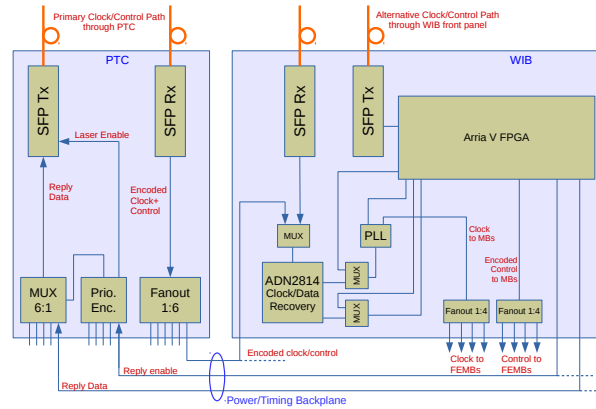 Primary Clock/Control Path
through PTC
Alternative Clock/Control Path
through WIB front panel
PTC
WIB
SFP Tx
SFP Rx
SFP Rx
SFP Tx
Arria V FPGA
Laser Enable
Reply
Data
Encoded
Clock+
Control
MUX
PLL
Clock
to MBs
Encoded
Control
to MBs
MUX
6:1
Prio.
Enc.
Fanout
1:6
ADN2814
Clock/Data
Recovery
MUX
MUX
Fanout 1:4
Fanout 1:4
Encoded clock/control
Clock to
FEMBs
Control to
FEMBs
Reply enable
Reply Data
Power/Timing Backplane